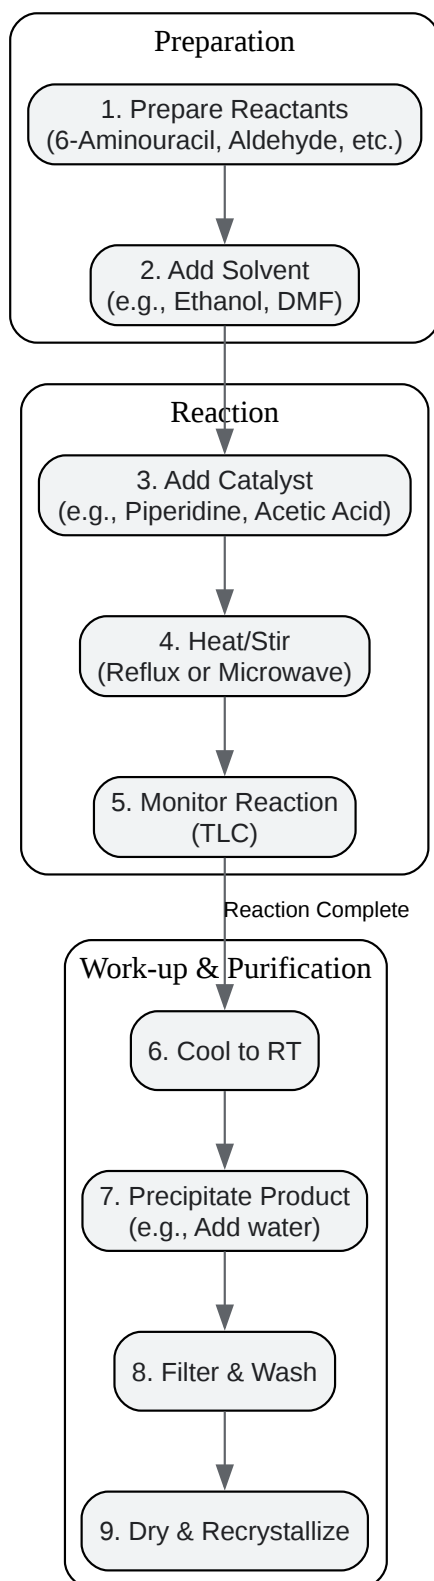 Preparation
1. Prepare Reactants
(6-Aminouracil, Aldehyde, etc.)
2. Add Solvent
(e.g., Ethanol, DMF)
Reaction
3. Add Catalyst
(e.g., Piperidine, Acetic Acid)
4. Heat/Stir
(Reflux or Microwave)
5. Monitor Reaction
(TLC)
Reaction Complete
Work-up & Purification
6. Cool to RT
7. Precipitate Product
(e.g., Add water)
8. Filter & Wash
9. Dry & Recrystallize